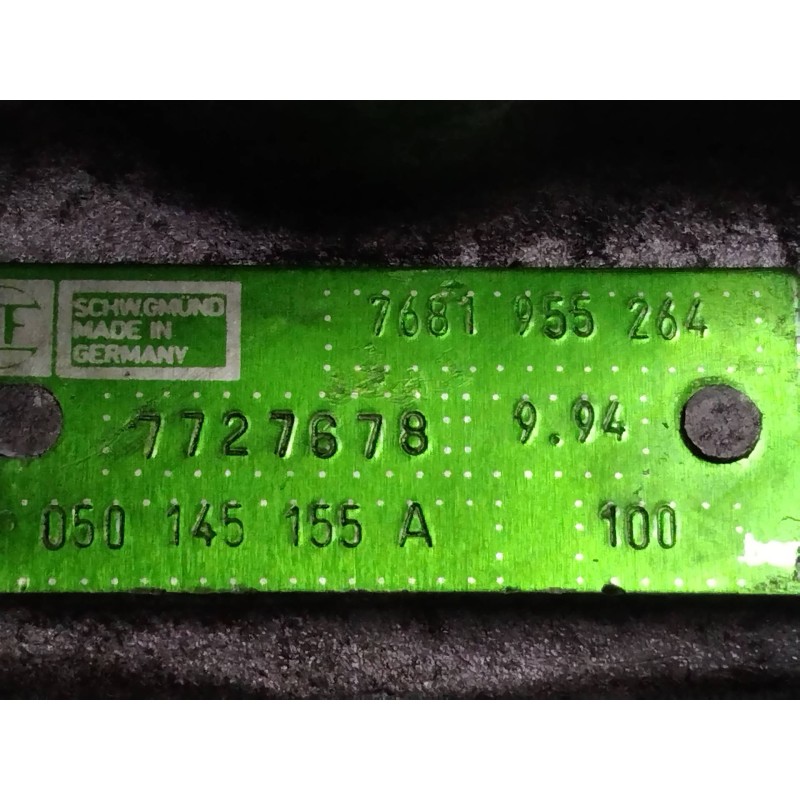 SCHW.GMÜND
MADE IN
GERMANY
7681 955 264
7727678 9.94
050 145 155 A 100